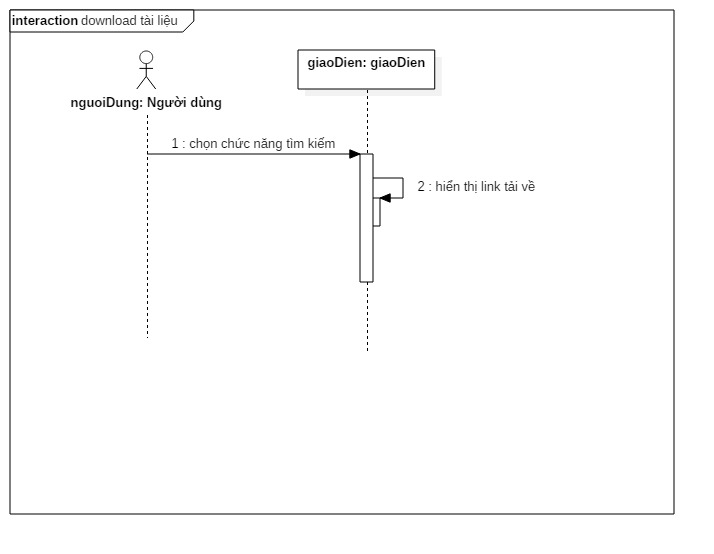 interaction download tài liệu
giaoDien: giaoDien
nguoiDung: Người dùng
1 : chọn chức năng tìm kiếm
2 : hiển thị link tải về